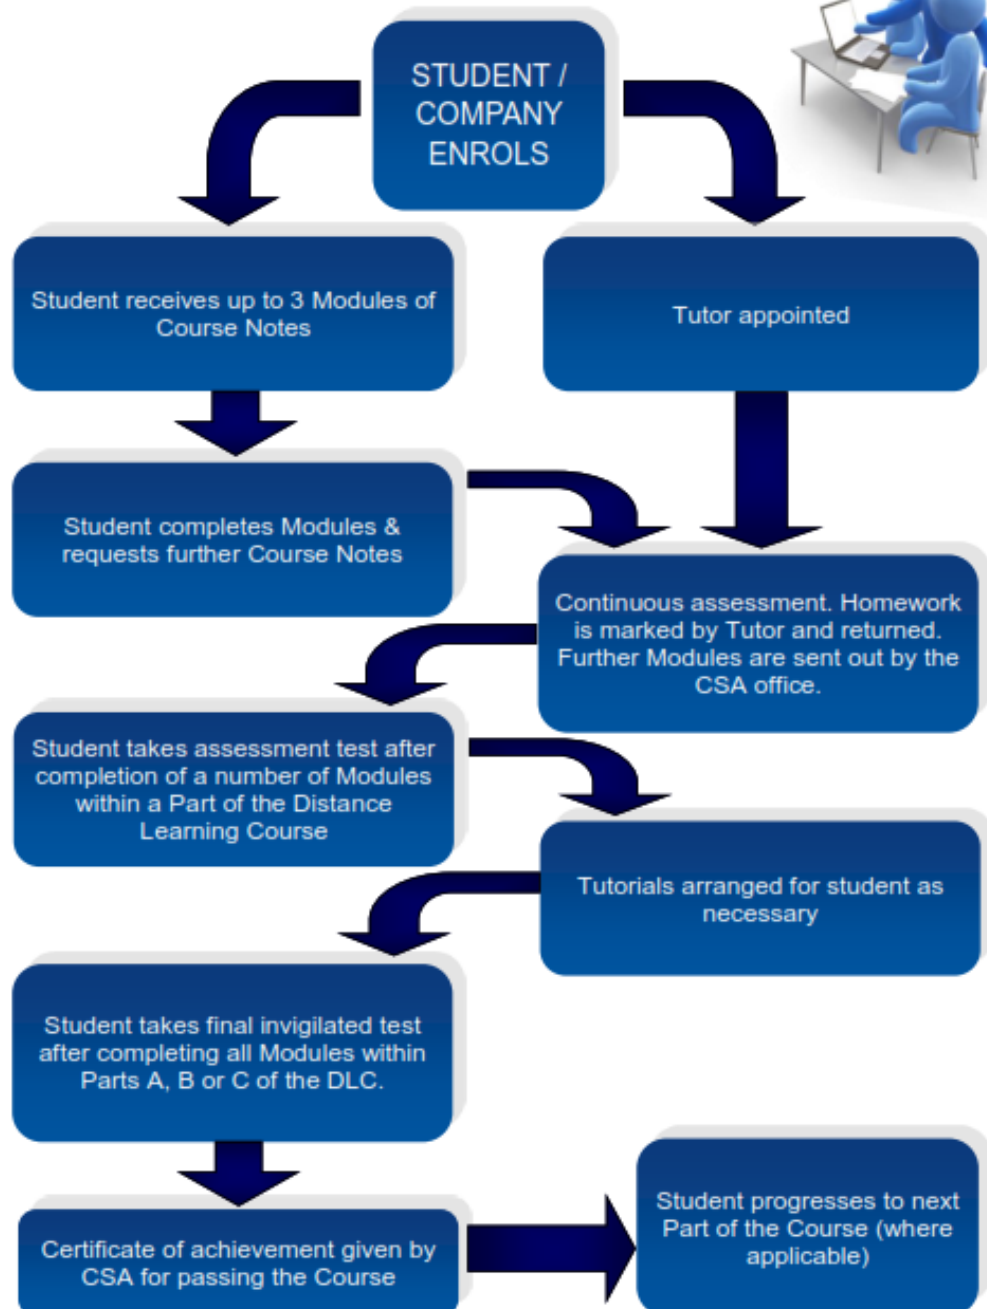 STUDENT /
COMPANY
ENROLS
Student receives up to 3 Modules of
Course Notes
Tutor appointed
Student completes Modules &
requests further Course Notes
Continuous assessment. Homework
is marked by Tutor and returned.
Further Modules are sent out by the
CSA office.
Student takes assessment test after
completion of a number of Modules
within a Part of the Distance
Learning Course
Tutorials arranged for student as
necessary
Student takes final invigilated test
after completing all Modules within
Parts A, B or C of the DLC.
Certificate of achievement given by
CSA for passing the Course
Student progresses to next
Part of the Course (where
applicable)